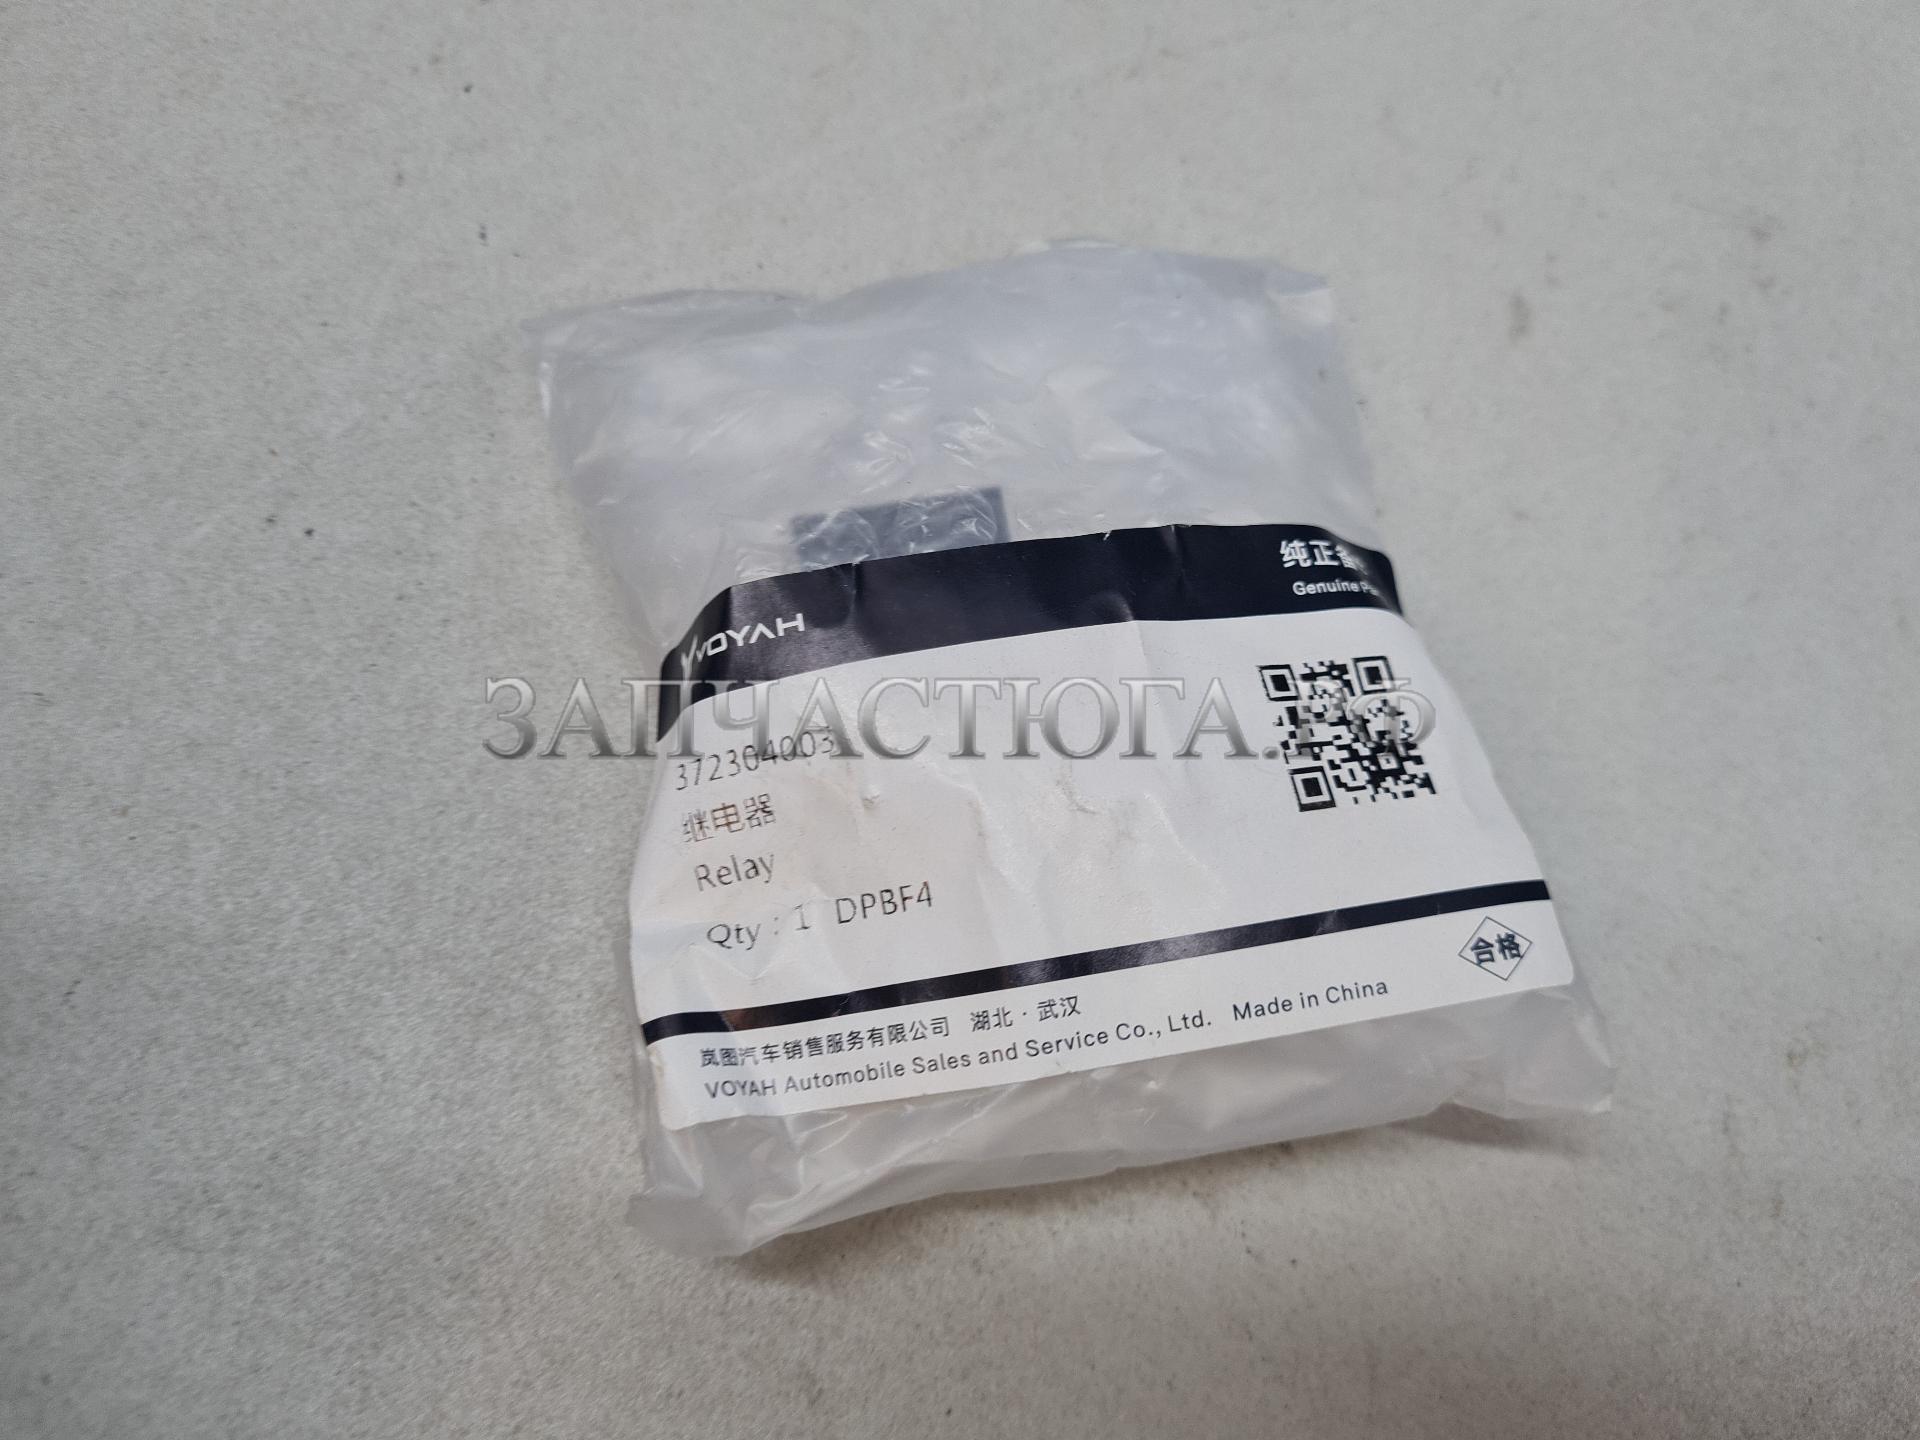 纯正备
Genuine
VOYAH
ЗАПЧАСТЮГА.РФ
372304003
继电器
Relay
Qty : 1 DPBF4
合格
岚图汽车销售服务有限公司 湖北 · 武汉
VOYAH Automobile Sales and Service Co., Ltd. Made in China